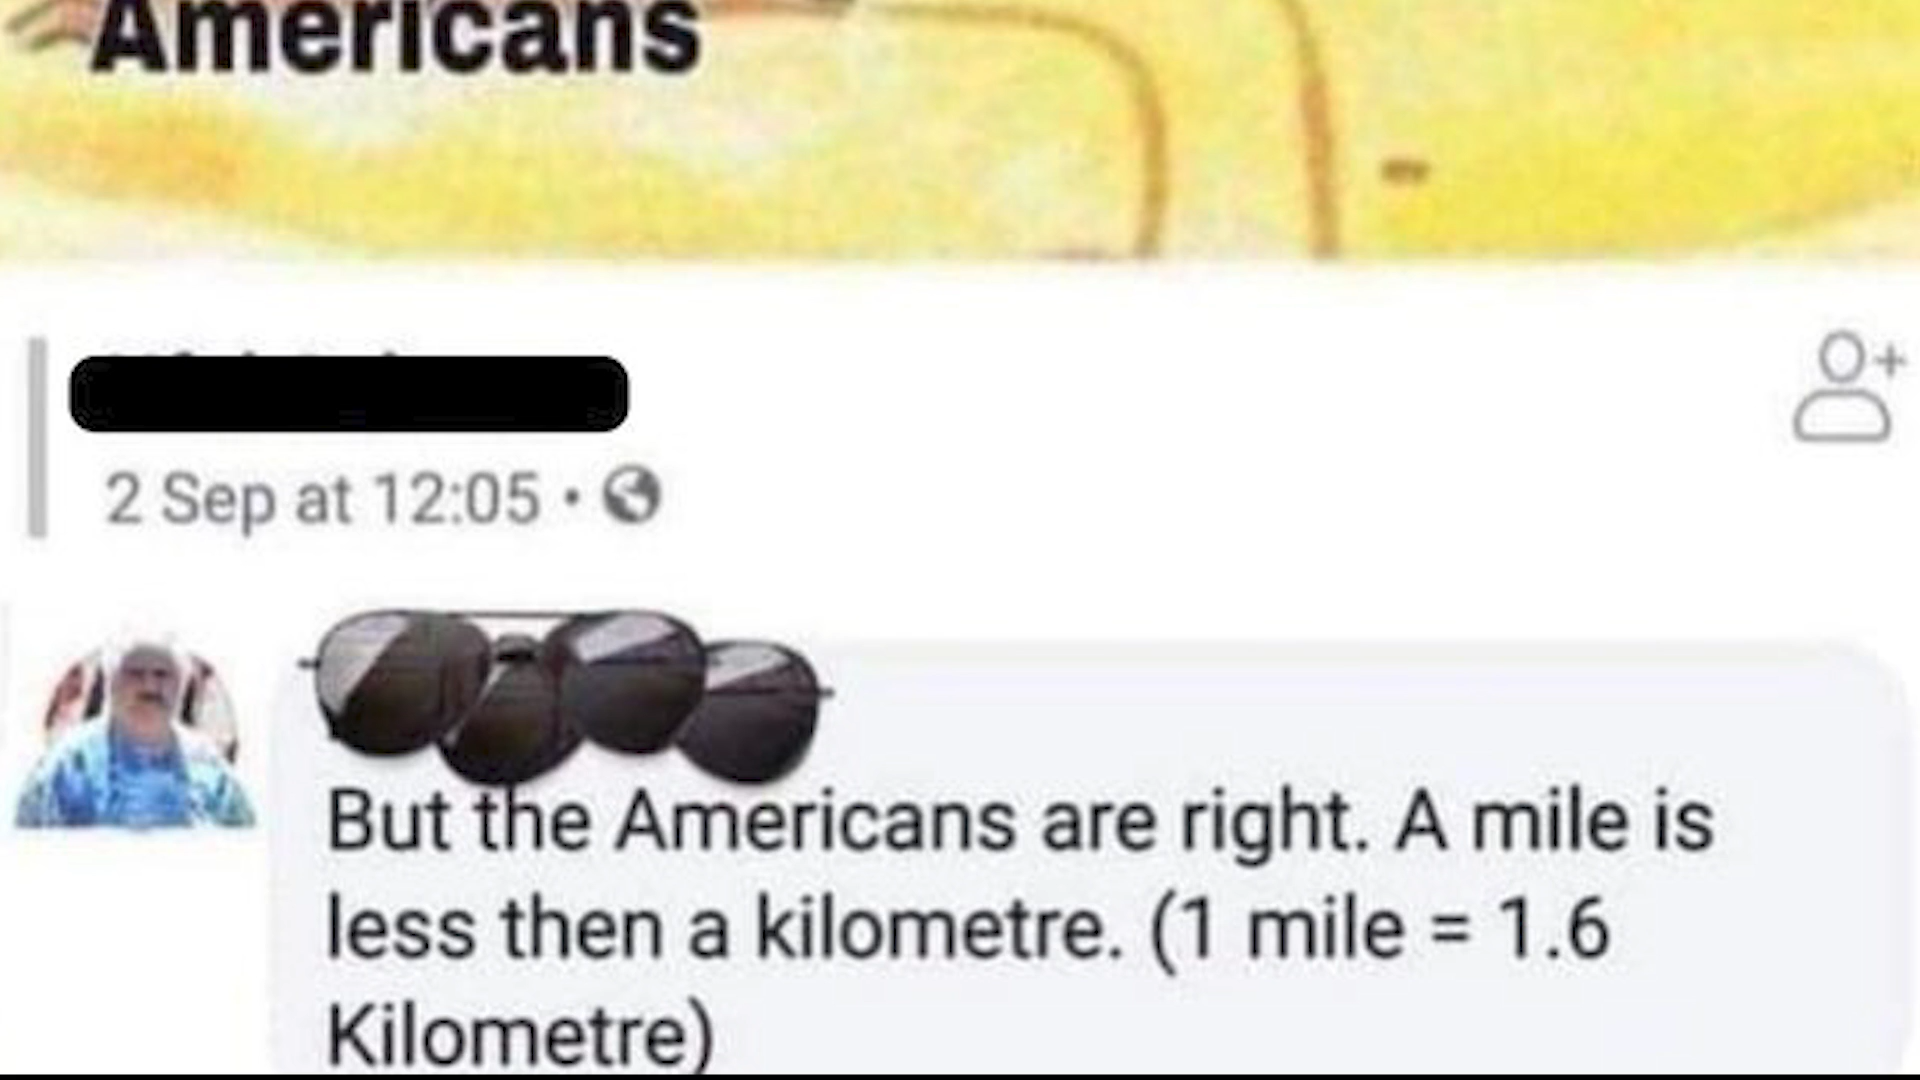 Americans
2 Sep at 12:05 •
But the Americans are right. A mile is
less then a kilometre. (1 mile = 1.6
Kilometre)